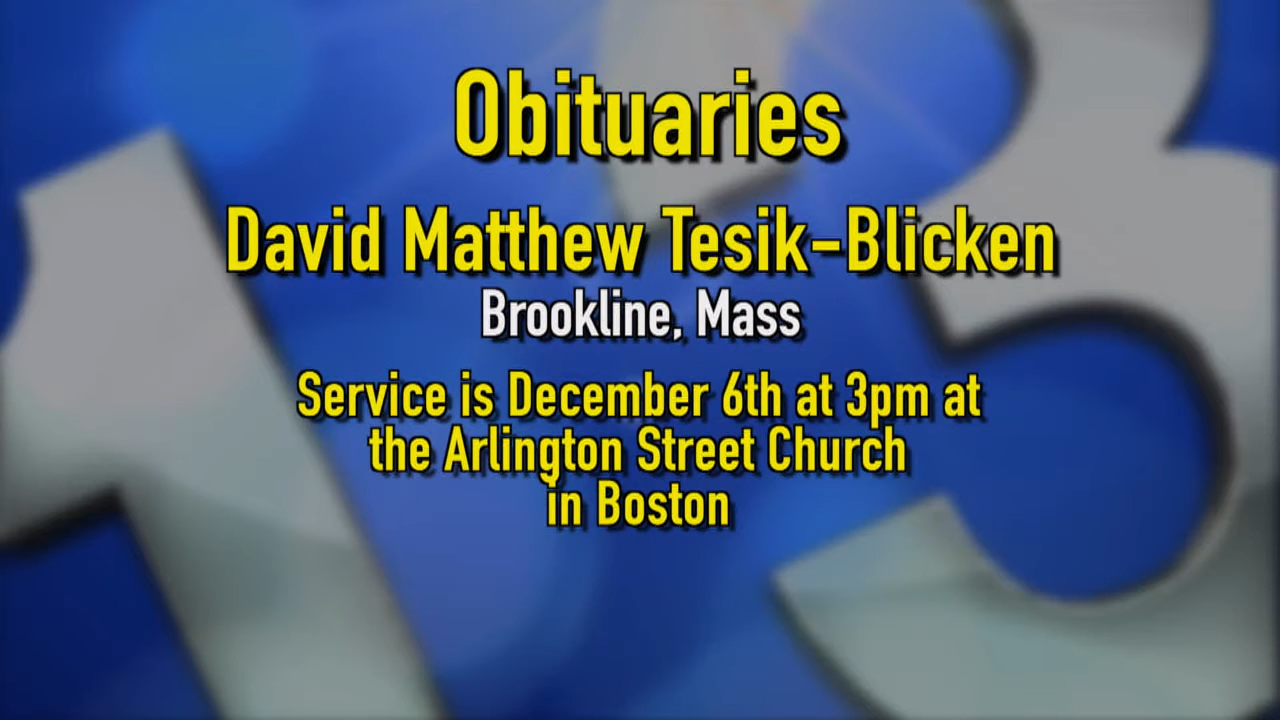 Obituaries
David Matthew Tesik-Blicken
Brookline, Mass
Service is December 6th at 3pm at
the Arlington Street Church
in Boston
13